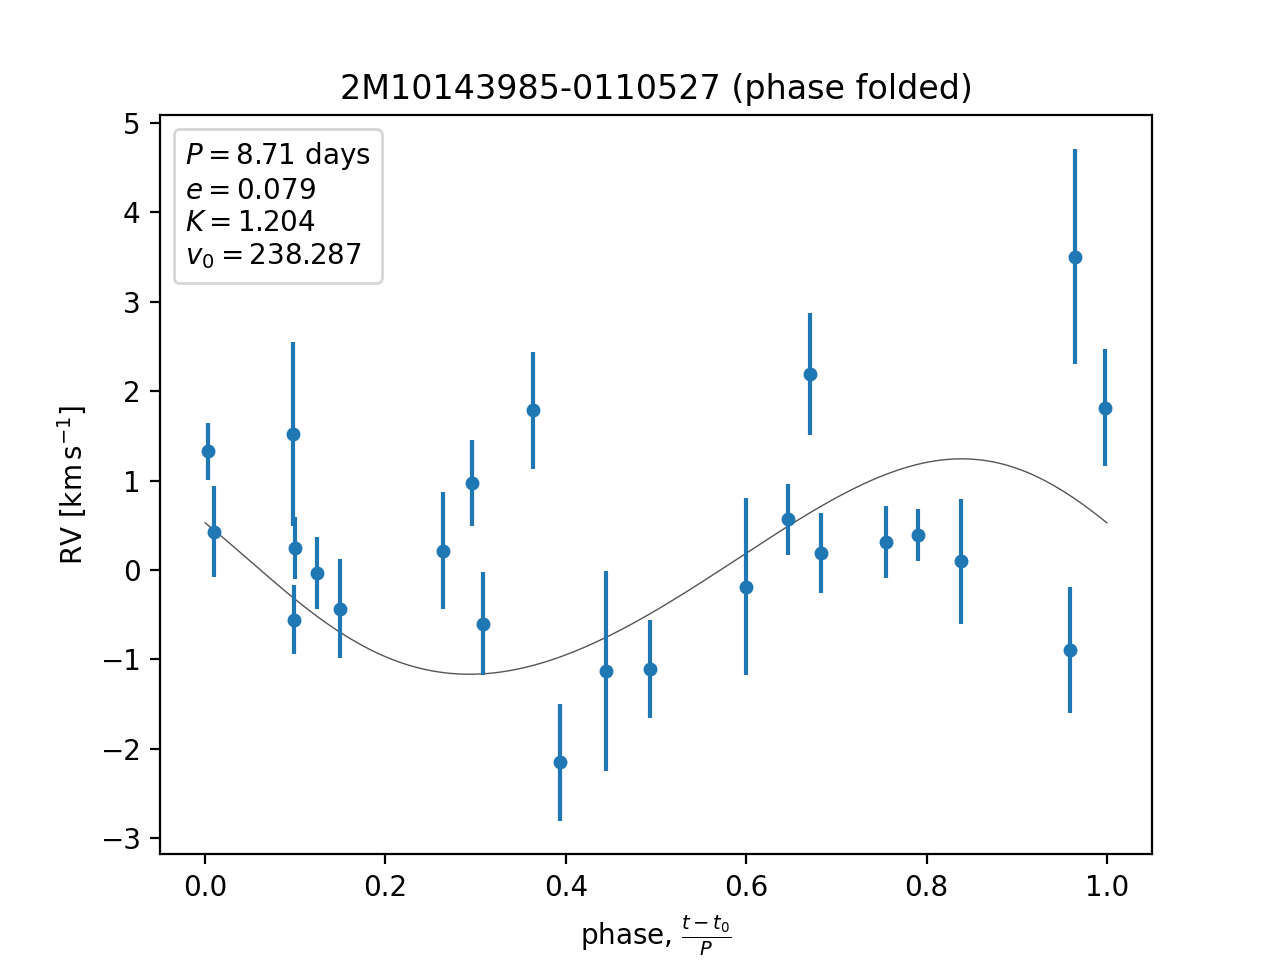 2M10143985-0110527 (phase folded)
P = 8.71 days
e = 0.079
K = 1.204
v₀ = 238.287
RV [km s⁻¹]
5
4
3
2
1
0
−1
−2
−3
0.0 0.2 0.4 0.6 0.8 1.0
phase, (t − t₀)/P